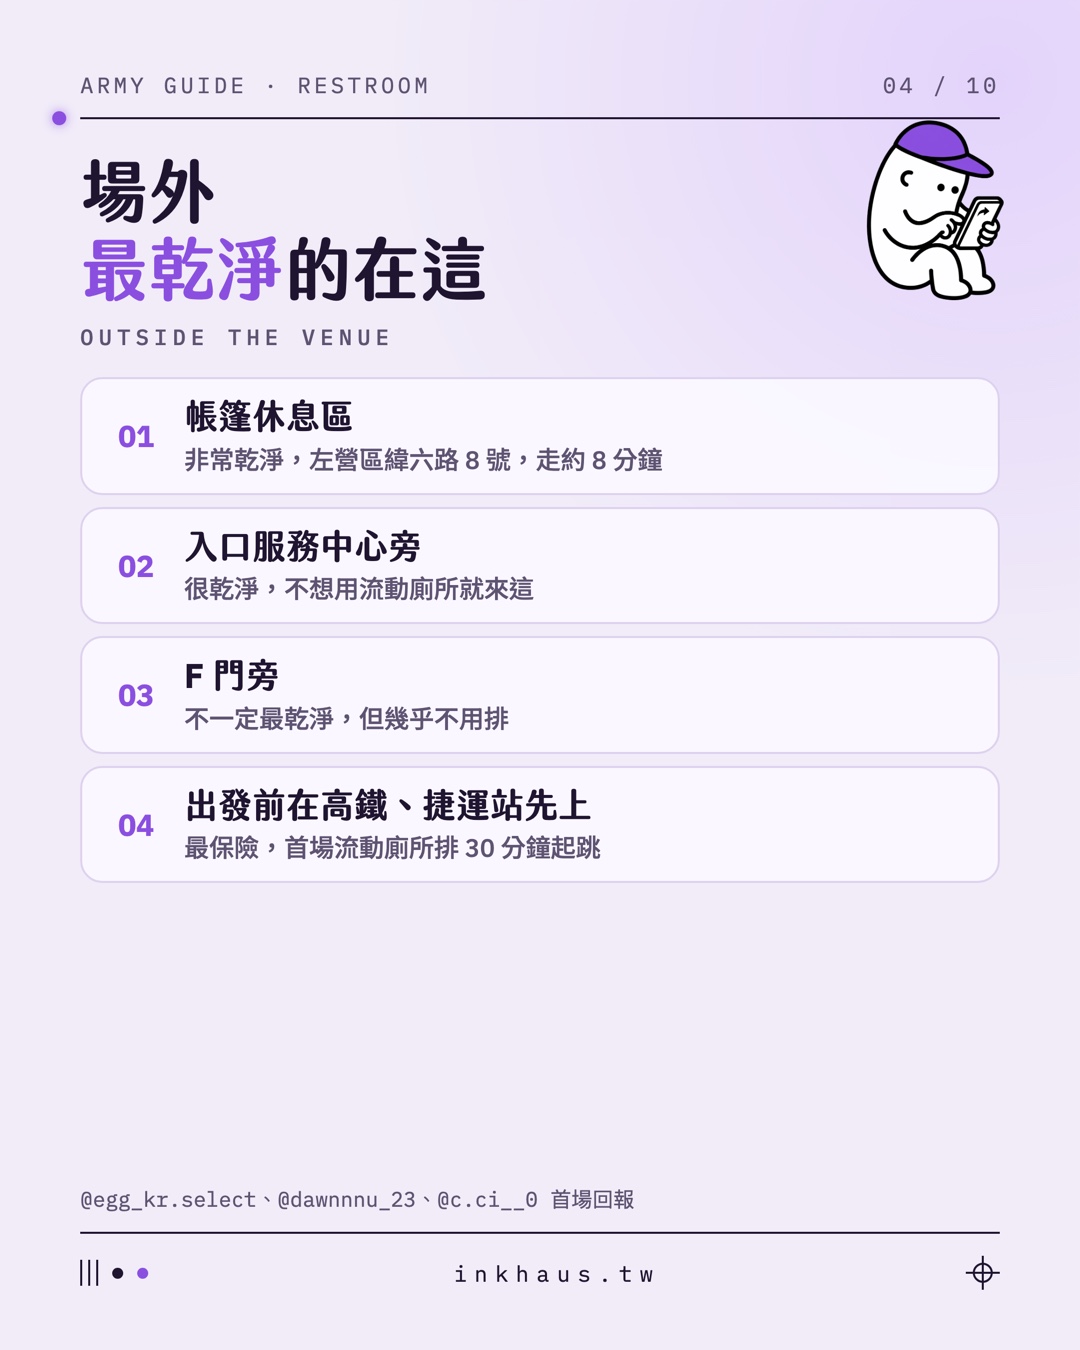 ARMY GUIDE · RESTROOM
04 / 10
場外
最乾淨的在這
OUTSIDE THE VENUE
01
帳篷休息區
非常乾淨，左營區緯六路 8 號，走約 8 分鐘
02
入口服務中心旁
很乾淨，不想用流動廁所就來這
03
F 門旁
不一定最乾淨，但幾乎不用排
04
出發前在高鐵、捷運站先上
最保險，首場流動廁所排 30 分鐘起跳
@egg_kr.select、@dawnnnu_23、@c.ci__0 首場回報
inkhaus.tw